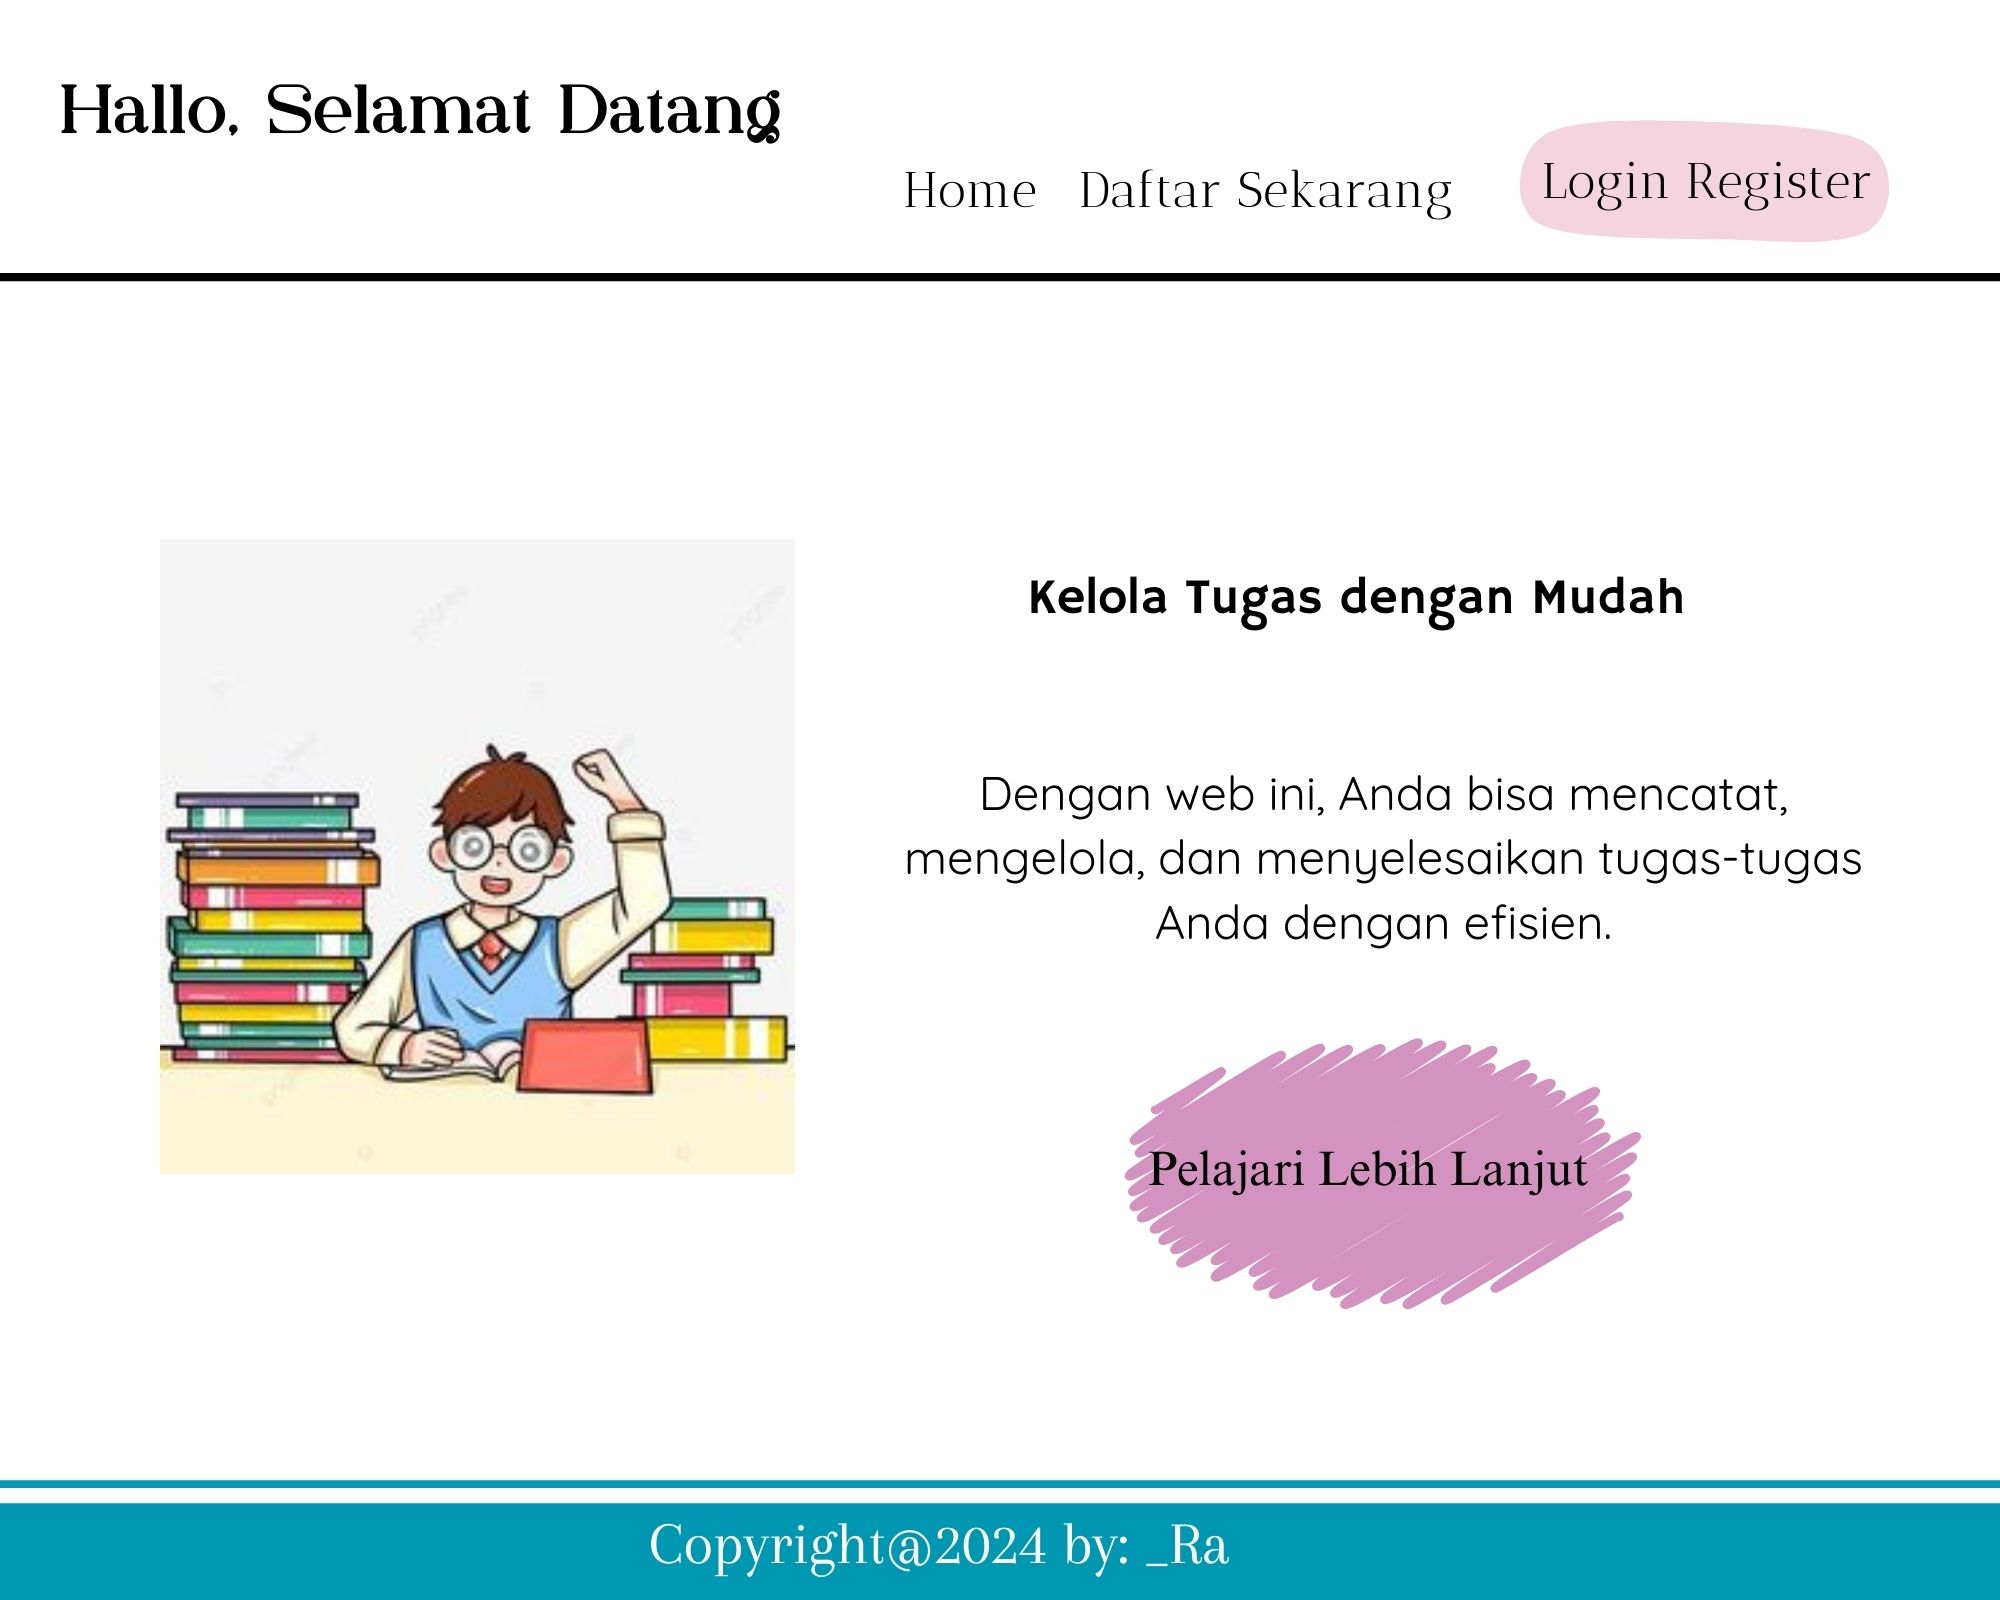 Hallo, Selamat Datang
Home Daftar Sekarang Login Register
Kelola Tugas dengan Mudah
Dengan web ini, Anda bisa mencatat,
mengelola, dan menyelesaikan tugas-tugas
Anda dengan efisien.
Pelajari Lebih Lanjut
Copyright@2024 by: _Ra